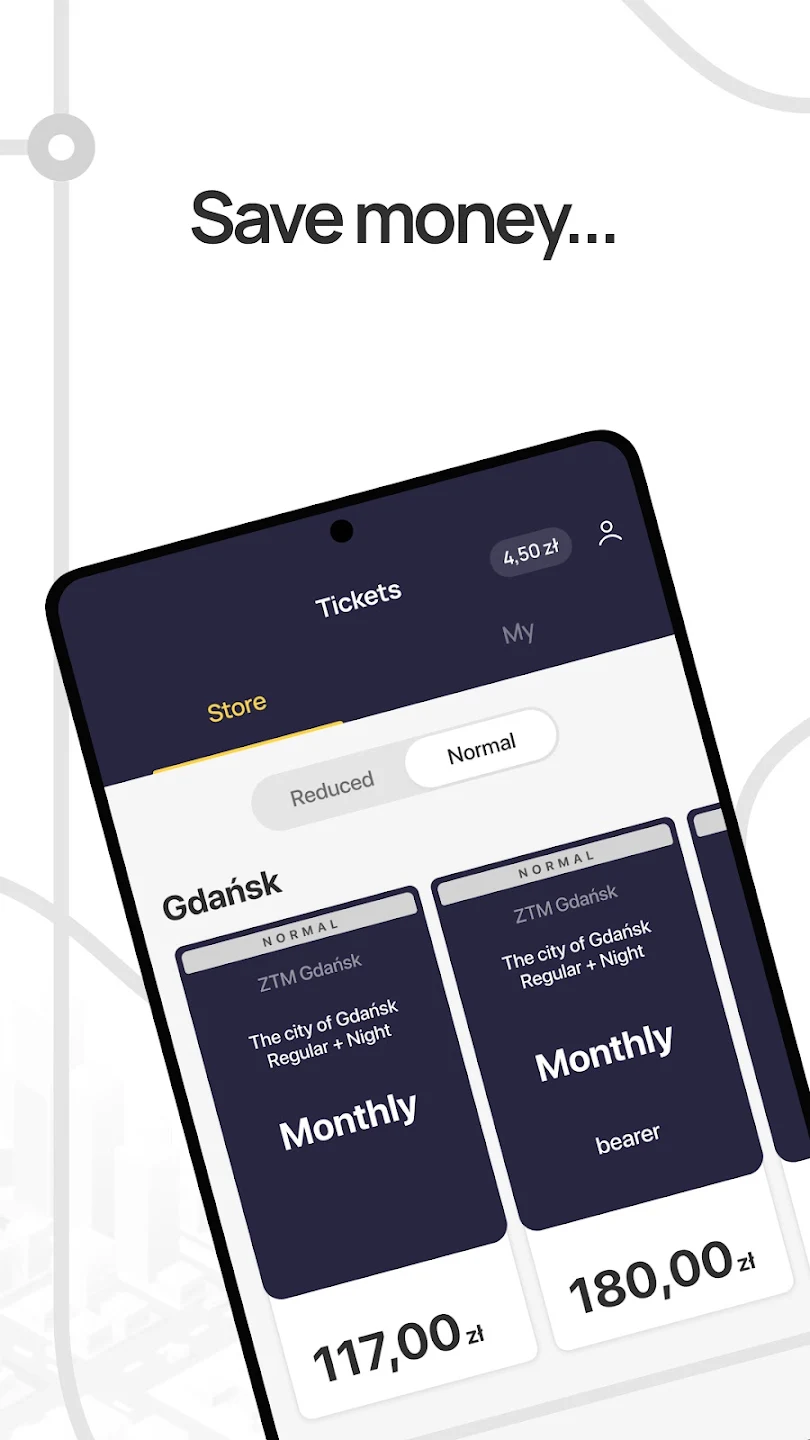 Save money...
4,50 zł
Tickets
Store
My
Reduced
Normal
Gdańsk
NORMAL
ZTM Gdańsk
The city of Gdańsk
Regular + Night
Monthly
117,00 zł
NORMAL
ZTM Gdańsk
The city of Gdańsk
Regular + Night
Monthly
bearer
180,00 zł